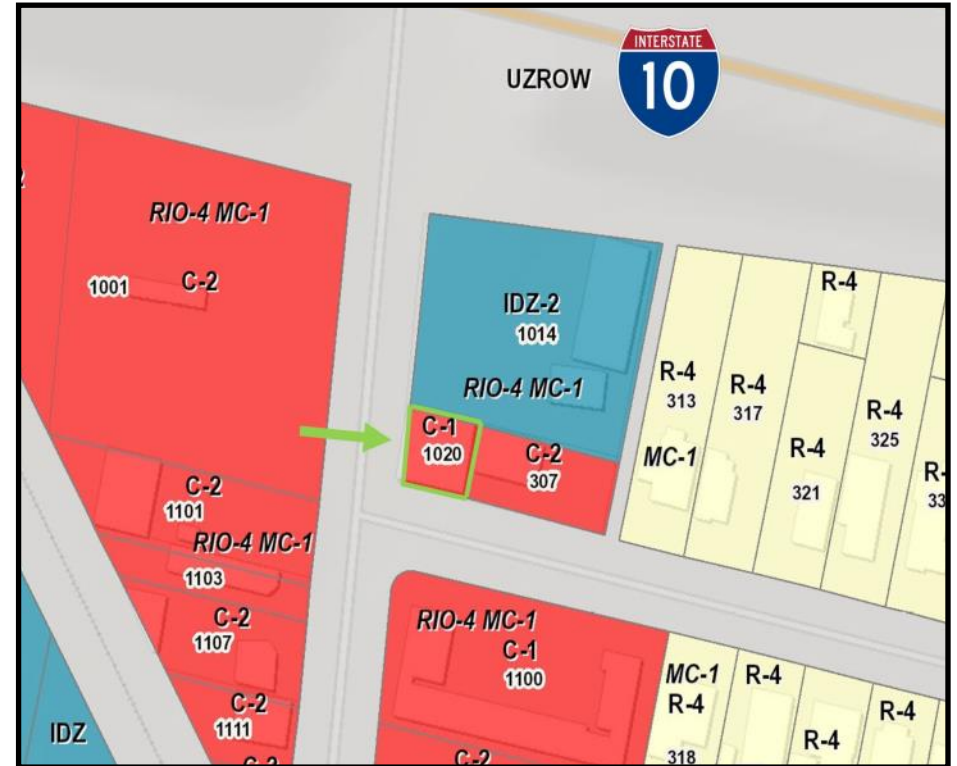 INTERSTATE
10
UZROW
RIO-4 MC-1
C-2
1001
IDZ-2
1014
RIO-4 MC-1
C-1
1020
C-2
307
R-4
R-4
313
MC-1
R-4
317
R-4
321
R-4
325
C-2
1101
RIO-4 MC-1
1103
C-2
1107
C-2
1111
IDZ
RIO-4 MC-1
C-1
1100
C-2
MC-1
R-4
318
R-4
R-4
R-4